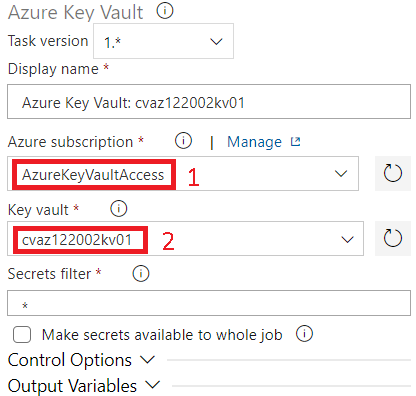 Azure Key Vault
Task version 1.*
Display name *
Azure Key Vault: cvaz122002kv01
Azure subscription * | Manage
AzureKeyVaultAccess 1
Key vault *
cvaz122002kv01 2
Secrets filter *
*
Make secrets available to whole job
Control Options
Output Variables